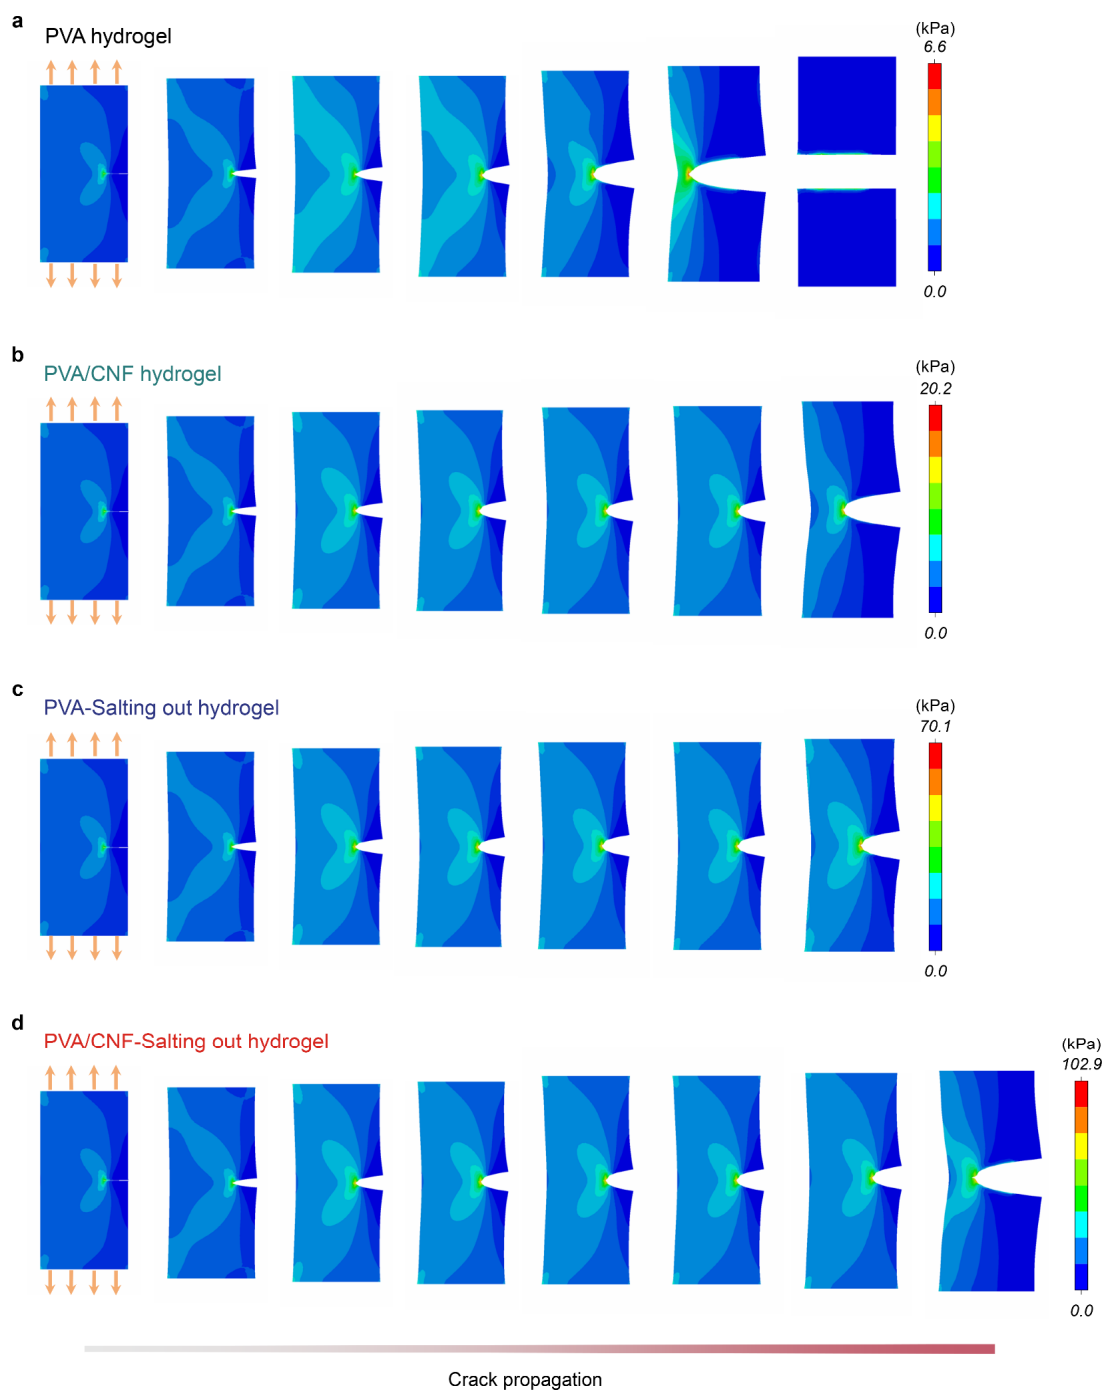 a
PVA hydrogel
(kPa)
6.6
0.0
b
PVA/CNF hydrogel
(kPa)
20.2
0.0
c
PVA-Salting out hydrogel
(kPa)
70.1
0.0
d
PVA/CNF-Salting out hydrogel
(kPa)
102.9
0.0
Crack propagation